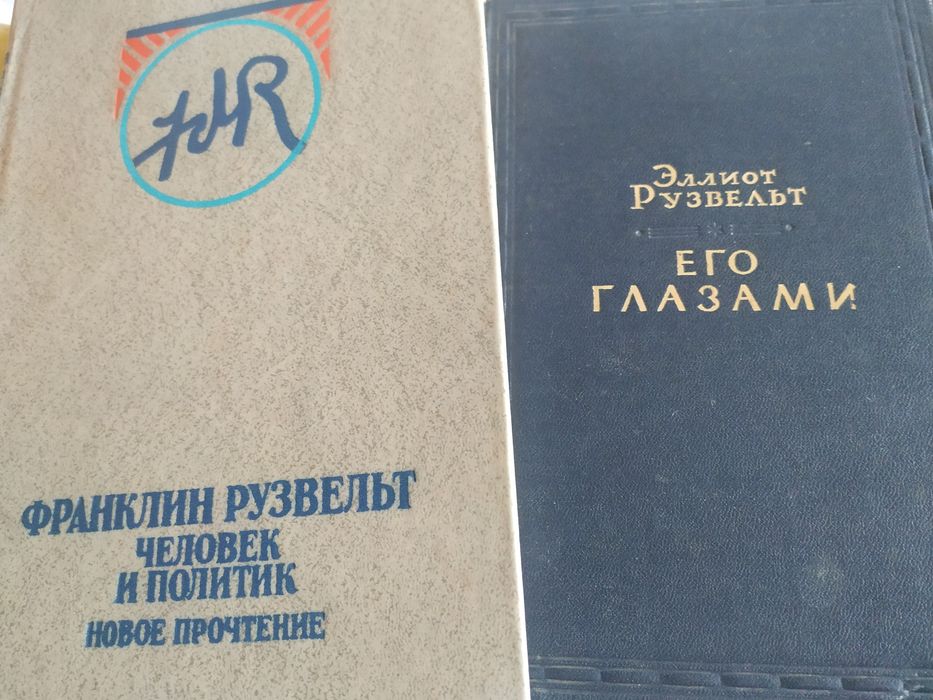 FDR
ФРАНКЛИН РУЗВЕЛЬТ
ЧЕЛОВЕК
И ПОЛИТИК
НОВОЕ ПРОЧТЕНИЕ
Эллиот
Рузвельт
ЕГО
ГЛАЗАМИ